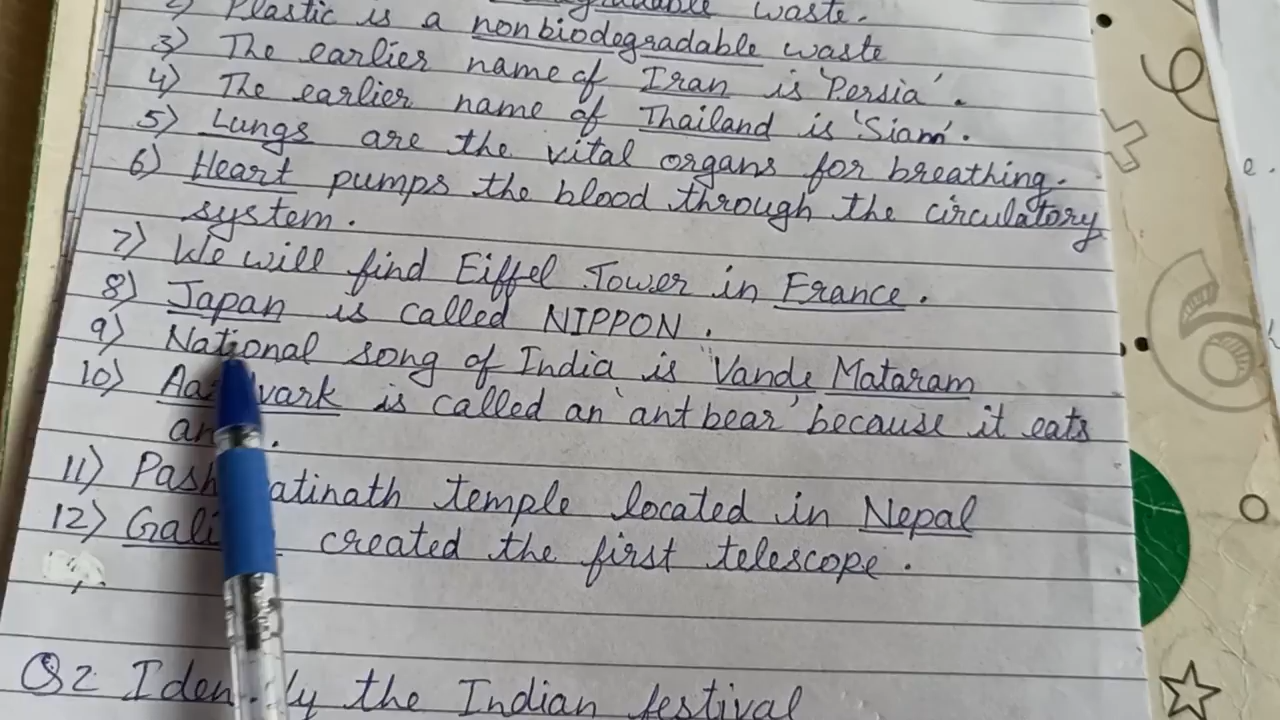 2) Plastic is a nonbiodegradable waste
waste.
3) The earlier name of Iran is 'Persia'.
4) The earlier name of Thailand is 'Siam'.
5) Lungs are the vital organs for breathing.
6) Heart pumps the blood through the circulatory
system.
7) We will find Eiffel Tower in France.
8) Japan is called NIPPON.
9) National song of India is "Vande Mataram
10) is called an 'ant bear' because it eats
11) temple located in Nepal
12) created the first telescope.
Q2 the Indian festival
6